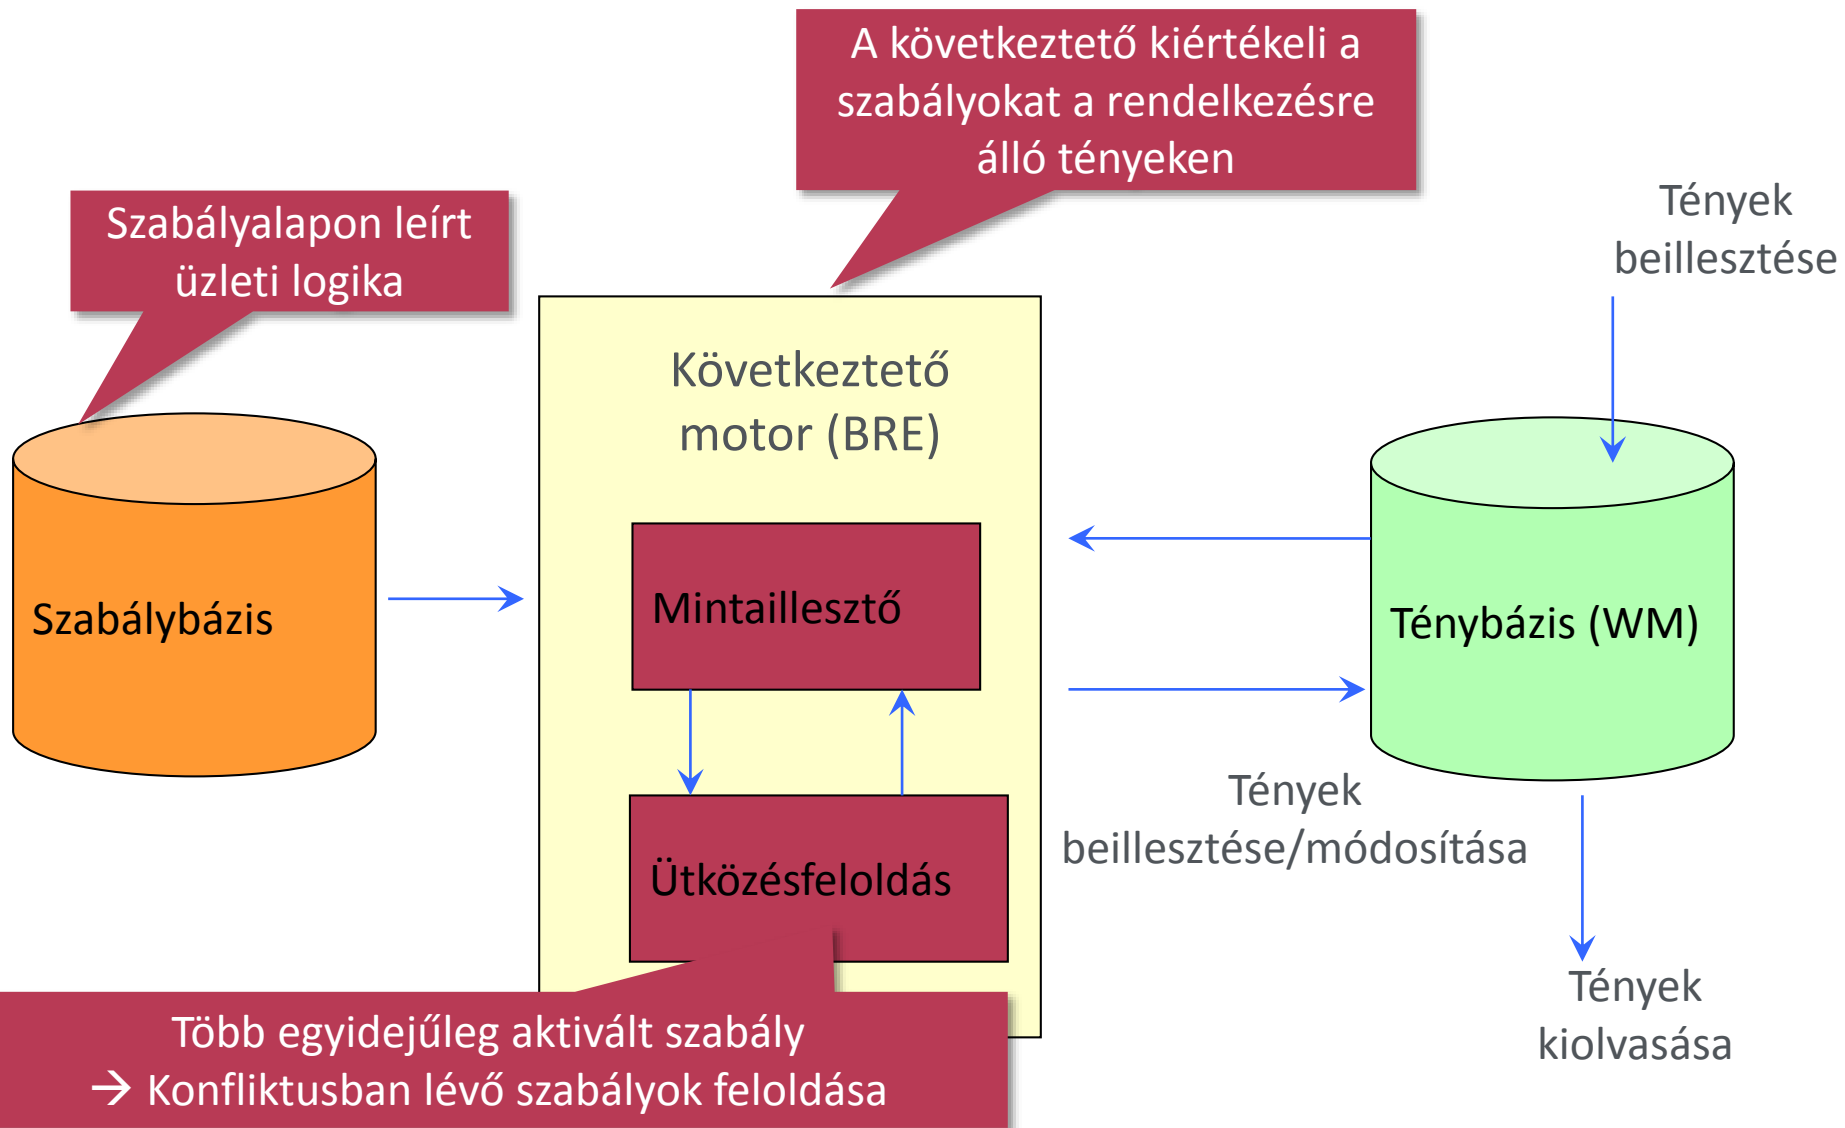 A következtető kiértékeli a
szabályokat a rendelkezésre
álló tényeken
Szabályalapon leírt
üzleti logika
Tények
beillesztése
Következtető
motor (BRE)
Szabálybázis
Mintaillesztő
Ténybázis (WM)
Tények
beillesztése/módosítása
Ütközésfeloldás
Tények
kiolvasása
Több egyidejűleg aktivált szabály
→ Konfliktusban lévő szabályok feloldása